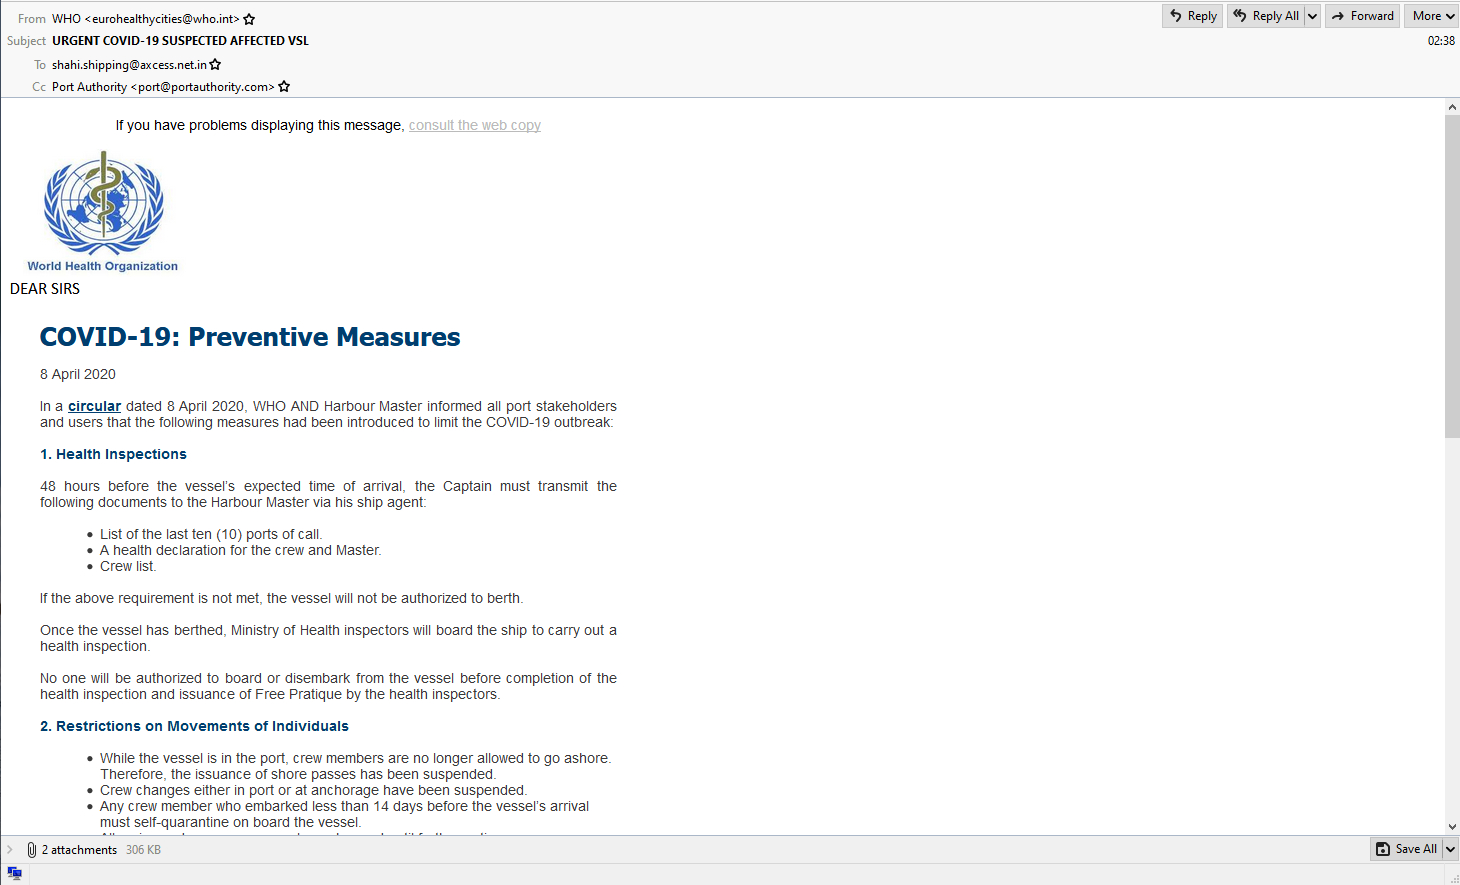 From WHO <eurohealthycities@who.int>
Reply Reply All Forward More
Subject URGENT COVID-19 SUSPECTED AFFECTED VSL
02:38
To shahi.shipping@axcess.net.in
Cc Port Authority <port@portauthority.com>
If you have problems displaying this message, consult the web copy
World Health Organization
DEAR SIRS
COVID-19: Preventive Measures
8 April 2020
In a circular dated 8 April 2020, WHO AND Harbour Master informed all port stakeholders
and users that the following measures had been introduced to limit the COVID-19 outbreak:
1. Health Inspections
48 hours before the vessel's expected time of arrival, the Captain must transmit the
following documents to the Harbour Master via his ship agent:
• List of the last ten (10) ports of call.
• A health declaration for the crew and Master.
• Crew list.
If the above requirement is not met, the vessel will not be authorized to berth.
Once the vessel has berthed, Ministry of Health inspectors will board the ship to carry out a
health inspection.
No one will be authorized to board or disembark from the vessel before completion of the
health inspection and issuance of Free Pratique by the health inspectors.
2. Restrictions on Movements of Individuals
• While the vessel is in the port, crew members are no longer allowed to go ashore.
Therefore, the issuance of shore passes has been suspended.
• Crew changes either in port or at anchorage have been suspended.
• Any crew member who embarked less than 14 days before the vessel's arrival
must self-quarantine on board the vessel.
2 attachments 306 KB
Save All